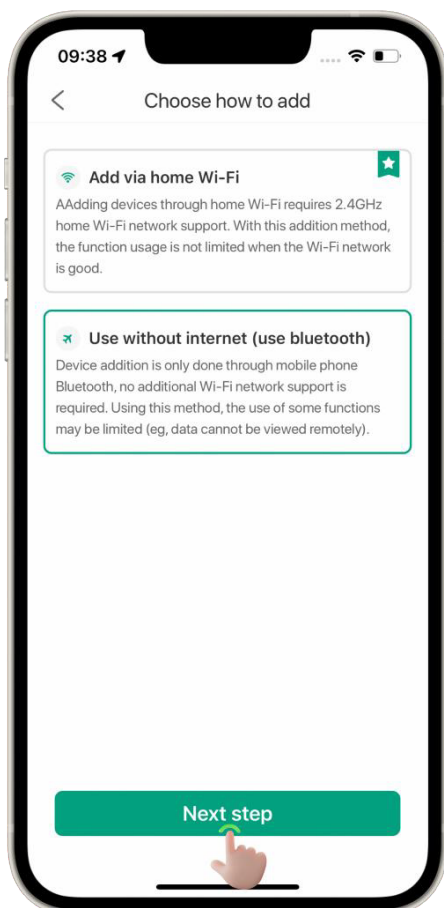 09:38
Choose how to add
Add via home Wi-Fi
AAdding devices through home Wi-Fi requires 2.4GHz
home Wi-Fi network support. With this addition method,
the function usage is not limited when the Wi-Fi network
is good.
Use without internet (use bluetooth)
Device addition is only done through mobile phone
Bluetooth, no additional Wi-Fi network support is
required. Using this method, the use of some functions
may be limited (eg, data cannot be viewed remotely).
Next step